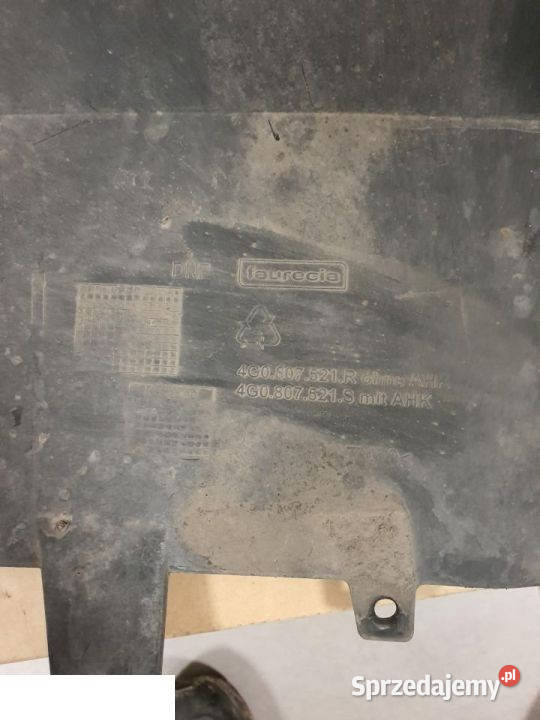 faurecia
4G0.807.521.R ohne AHK
4G0.807.521.S mit AHK
Sprzedajemy.pl